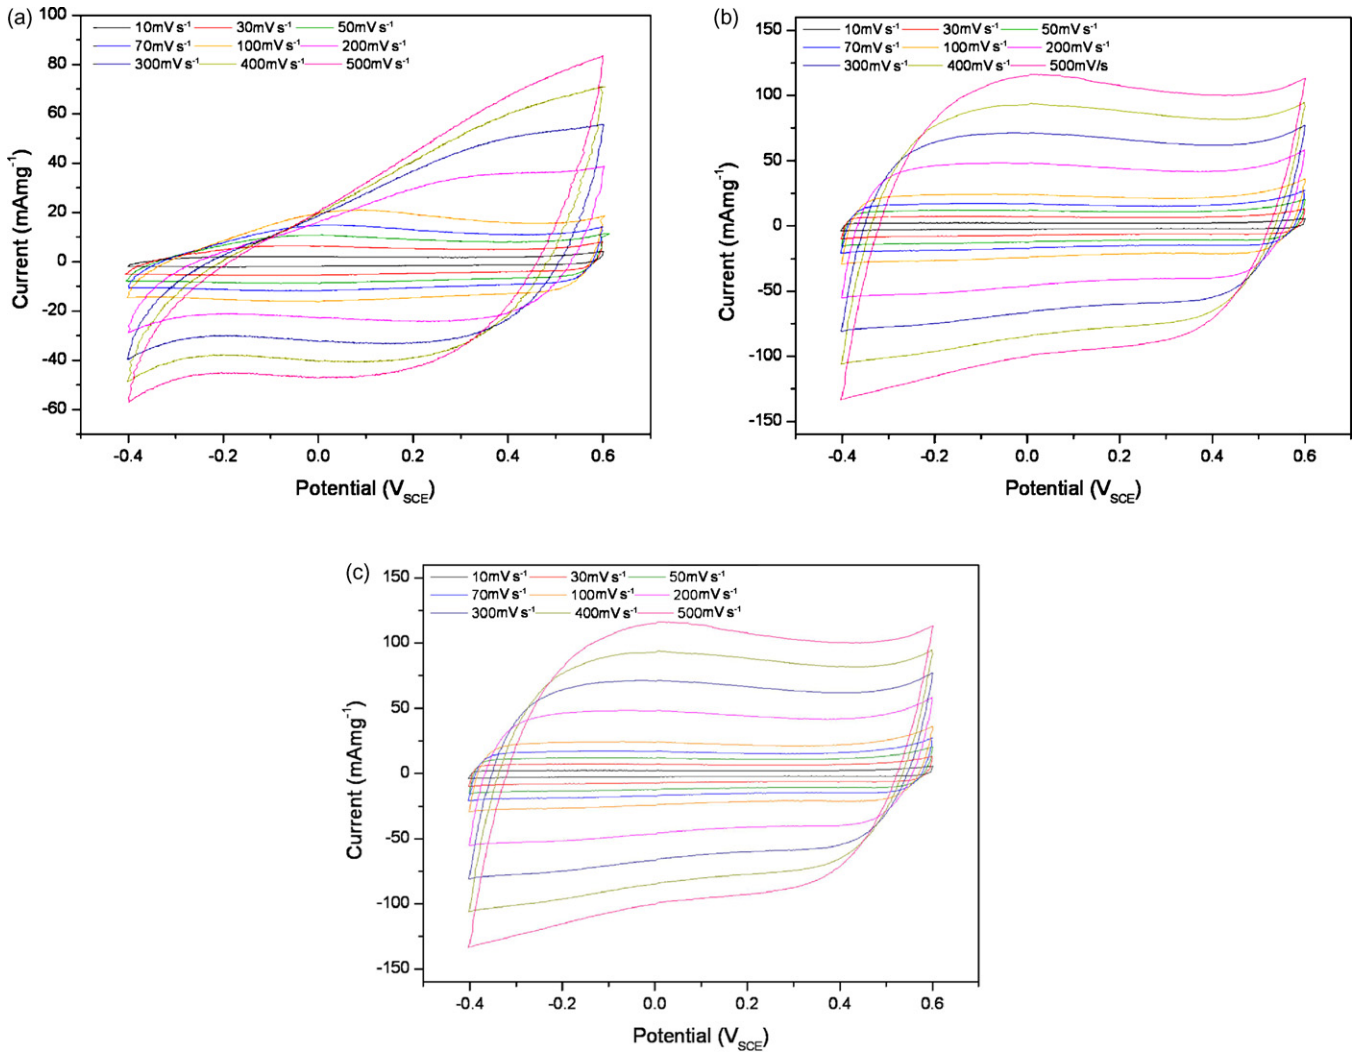 (a)
10mV s⁻¹ 30mV s⁻¹ 50mV s⁻¹
70mV s⁻¹ 100mV s⁻¹ 200mV s⁻¹
300mV s⁻¹ 400mV s⁻¹ 500mV s⁻¹
100
80
60
40
20
0
-20
-40
-60
Current (mAmg⁻¹)
-0.4 -0.2 0.0 0.2 0.4 0.6
Potential (V_SCE)
(b)
10mV s⁻¹ 30mV s⁻¹ 50mV s⁻¹
70mV s⁻¹ 100mV s⁻¹ 200mV s⁻¹
300mV s⁻¹ 400mV s⁻¹ 500mV/s
150
100
50
0
-50
-100
-150
Current (mAmg⁻¹)
-0.4 -0.2 0.0 0.2 0.4 0.6
Potential (V_SCE)
(c)
10mV s⁻¹ 30mV s⁻¹ 50mV s⁻¹
70mV s⁻¹ 100mV s⁻¹ 200mV s⁻¹
300mV s⁻¹ 400mV s⁻¹ 500mV s⁻¹
150
100
50
0
-50
-100
-150
Current (mAmg⁻¹)
-0.4 -0.2 0.0 0.2 0.4 0.6
Potential (V_SCE)